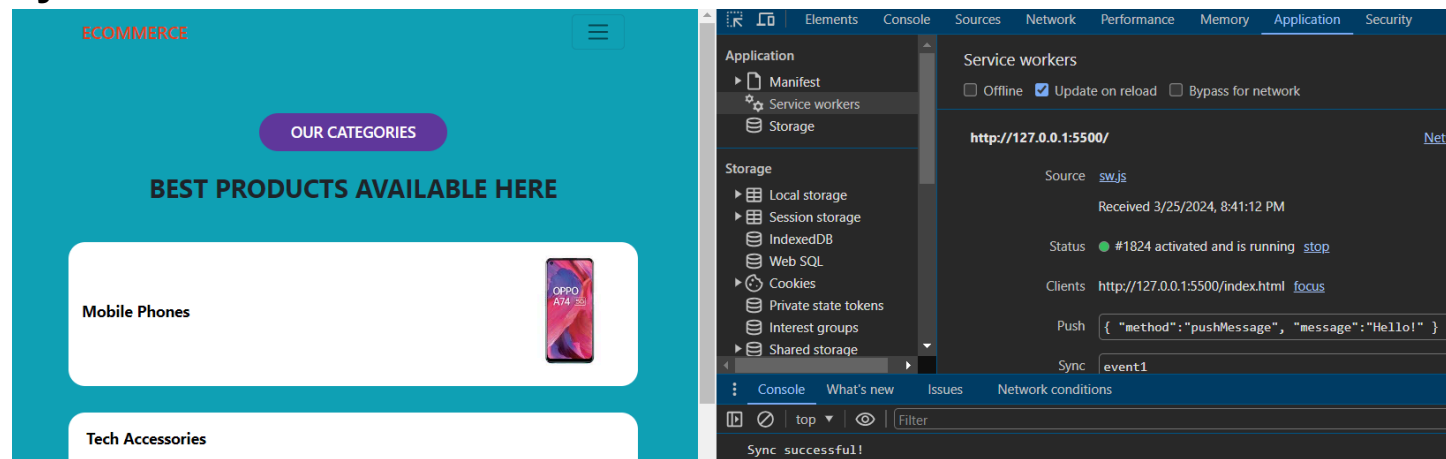 ECOMMERCE
OUR CATEGORIES
BEST PRODUCTS AVAILABLE HERE
Mobile Phones
OPPO
A74 5G
Tech Accessories
Elements Console Sources Network Performance Memory Application Security
Application
Manifest
Service workers
Storage
Storage
Local storage
Session storage
IndexedDB
Web SQL
Cookies
Private state tokens
Interest groups
Shared storage
Service workers
Offline Update on reload Bypass for network
http://127.0.0.1:5500/ Net
Source sw.js
Received 3/25/2024, 8:41:12 PM
Status #1824 activated and is running stop
Clients http://127.0.0.1:5500/index.html focus
Push { "method":"pushMessage", "message":"Hello!" }
Sync event1
Console What's new Issues Network conditions
top Filter
Sync successful!